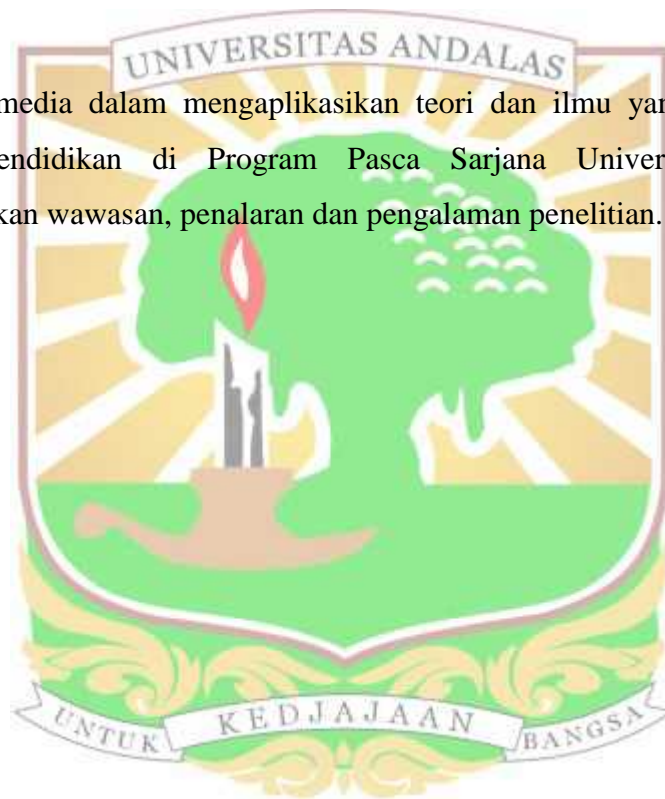 UNIVERSITAS ANDALAS
media dalam mengaplikasikan teori dan ilmu
endidikan di Program Pasca Sarjana Univer
kan wawasan, penalaran dan pengalaman penelitian.
UNTUK KEDJAJAAN BANGSA